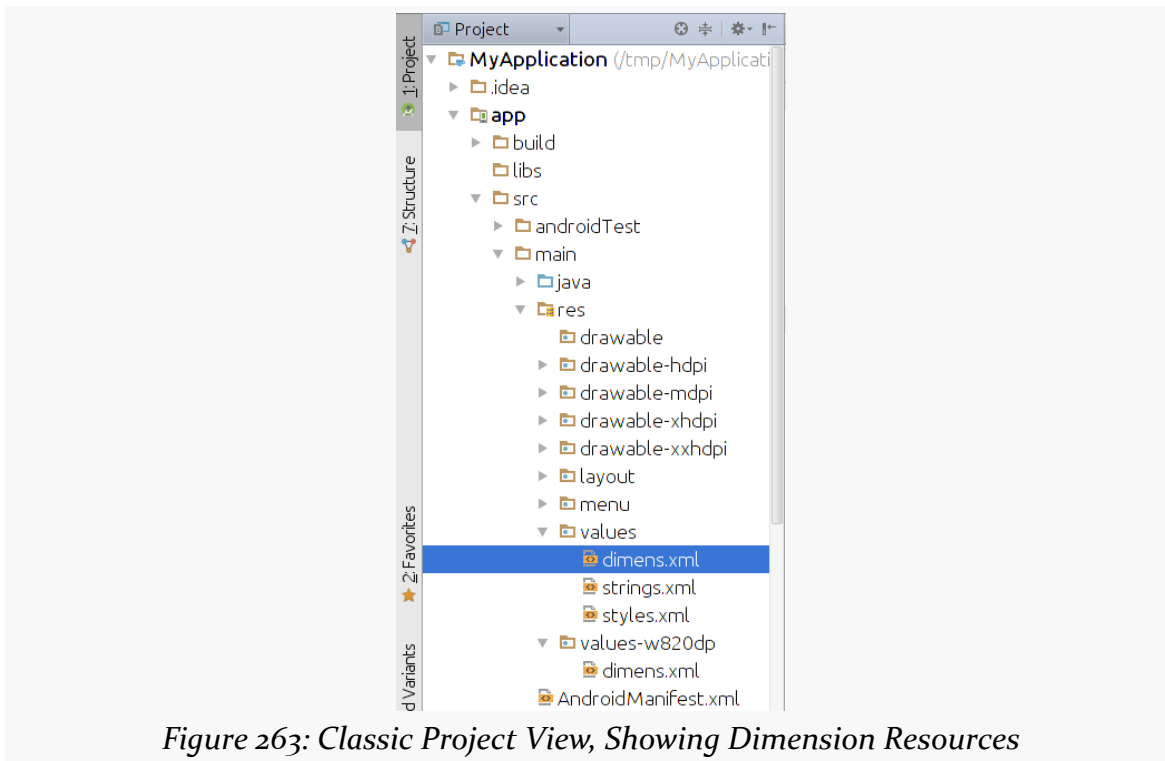 Project
1: Project
MyApplication (/tmp/MyApplicati
.idea
app
build
libs
7: Structure
src
androidTest
main
java
res
drawable
drawable-hdpi
drawable-mdpi
drawable-xhdpi
drawable-xxhdpi
layout
menu
2: Favorites
values
dimens.xml
strings.xml
styles.xml
values-w820dp
d Variants
dimens.xml
AndroidManifest.xml
Figure 263: Classic Project View, Showing Dimension Resources